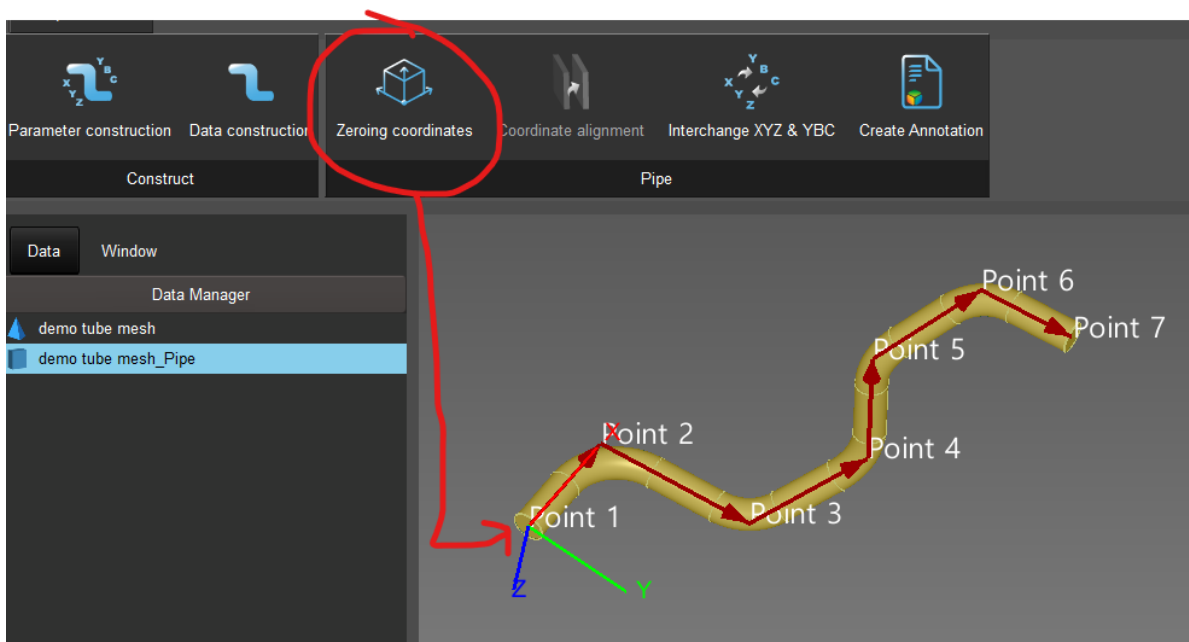 Parameter construction
Data construction
Zeroing coordinates
Coordinate alignment
Interchange XYZ & YBC
Create Annotation
Construct
Pipe
Data
Window
Data Manager
demo tube mesh
demo tube mesh_Pipe
Point 6
Point 7
Point 5
X
Point 2
Point 4
Point 1
Point 3
Z
Y